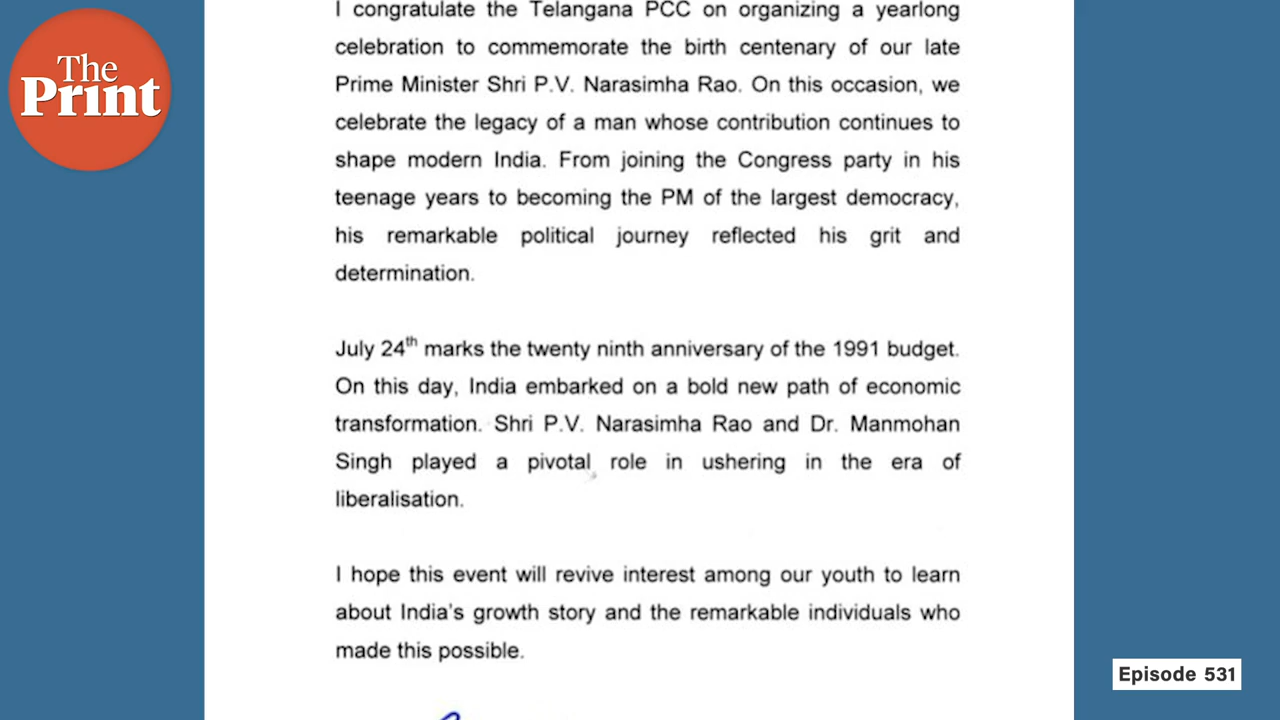 The
Print
I congratulate the Telangana PCC on organizing a yearlong
celebration to commemorate the birth centenary of our late
Prime Minister Shri P.V. Narasimha Rao. On this occasion, we
celebrate the legacy of a man whose contribution continues to
shape modern India. From joining the Congress party in his
teenage years to becoming the PM of the largest democracy,
his remarkable political journey reflected his grit and
determination.
July 24th marks the twenty ninth anniversary of the 1991 budget.
On this day, India embarked on a bold new path of economic
transformation. Shri P.V. Narasimha Rao and Dr. Manmohan
Singh played a pivotal role in ushering in the era of
liberalisation.
I hope this event will revive interest among our youth to learn
about India's growth story and the remarkable individuals who
made this possible.
Episode 531